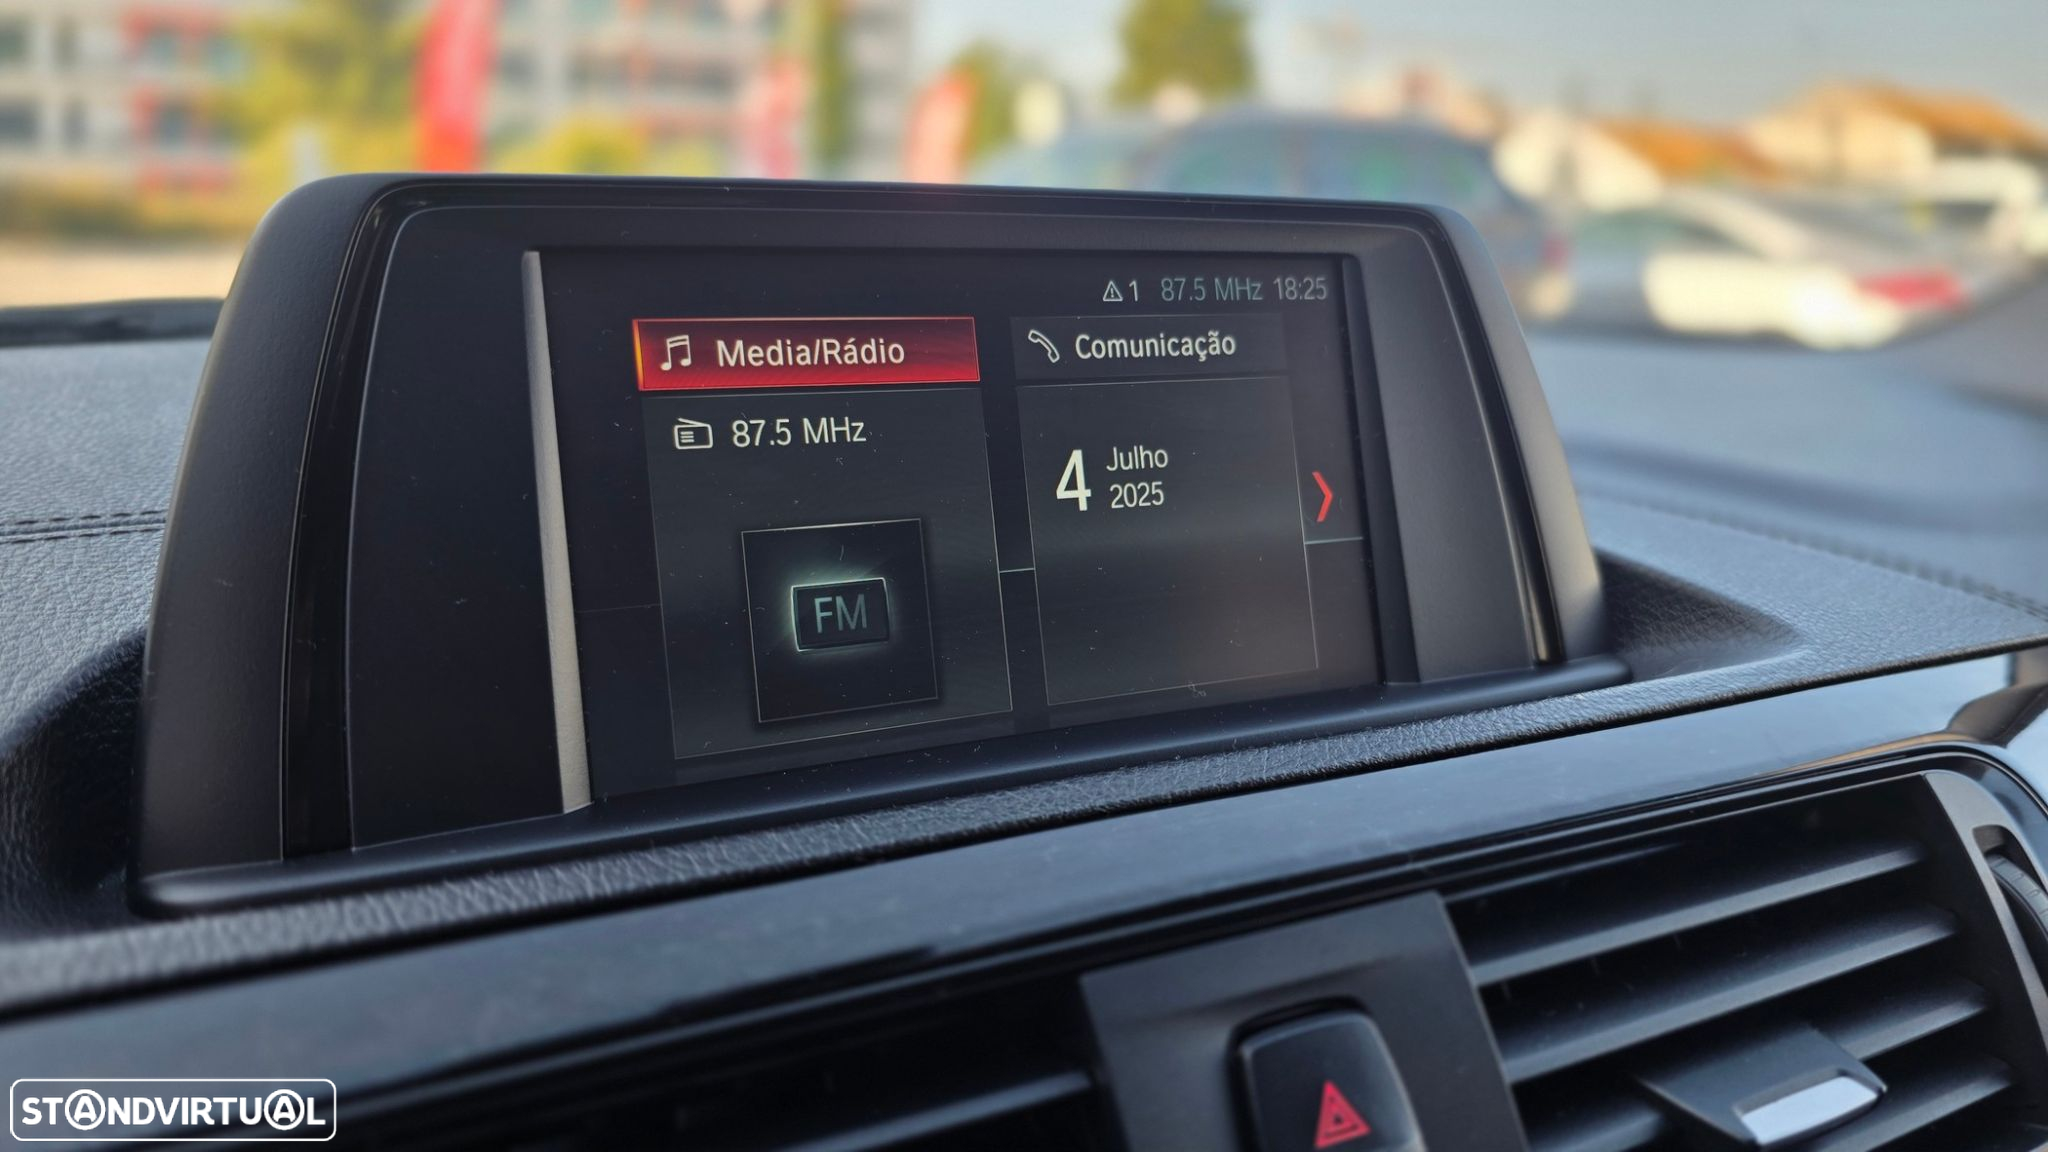 1 87.5 MHz 18:25
Media/Rádio
Comunicação
87.5 MHz
4 Julho
2025
FM
STANDVIRTUAL